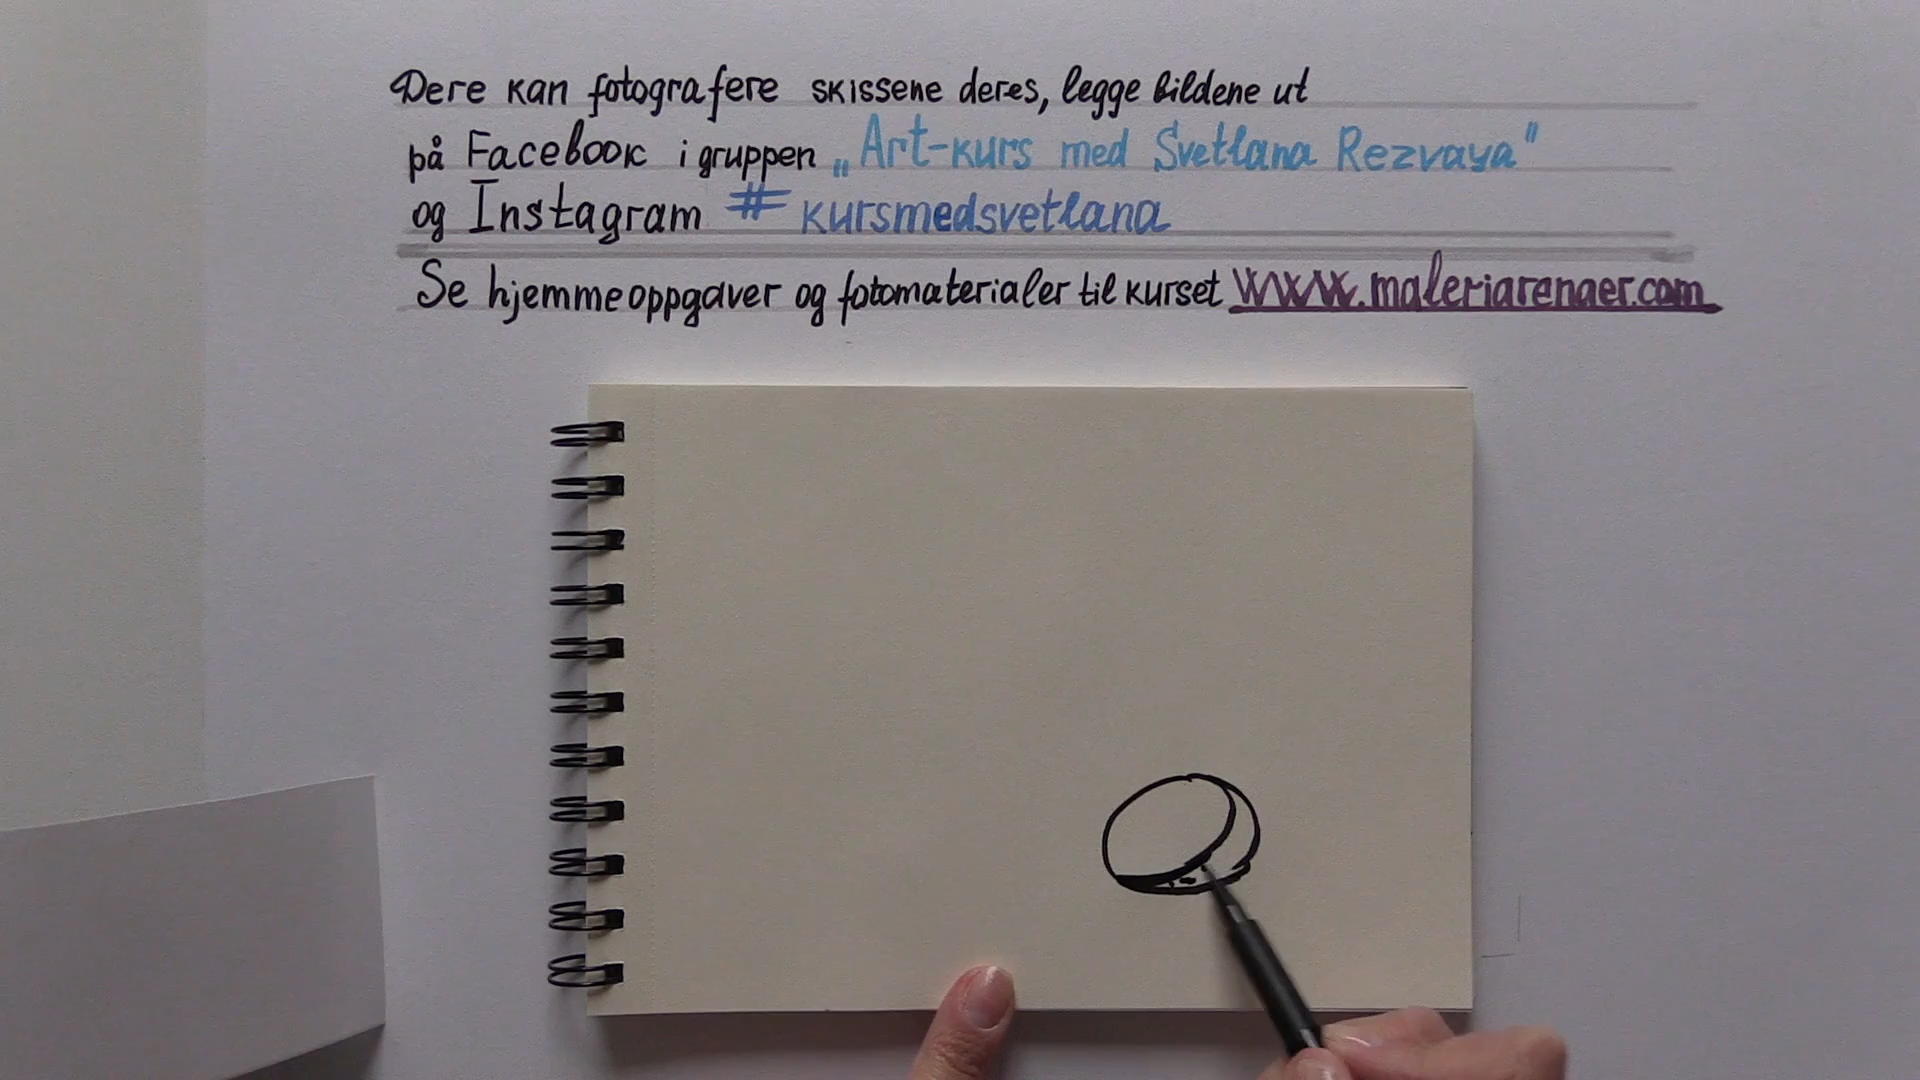 Dere kan fotografere skissene deres, legge bildene ut
på Facebook i gruppen „Art-kurs med Svetlana Rezvaya"
og Instagram # kursmedsvetlana
Se hjemmeoppgaver og fotomaterialer til kurset www.maleriarenaer.com